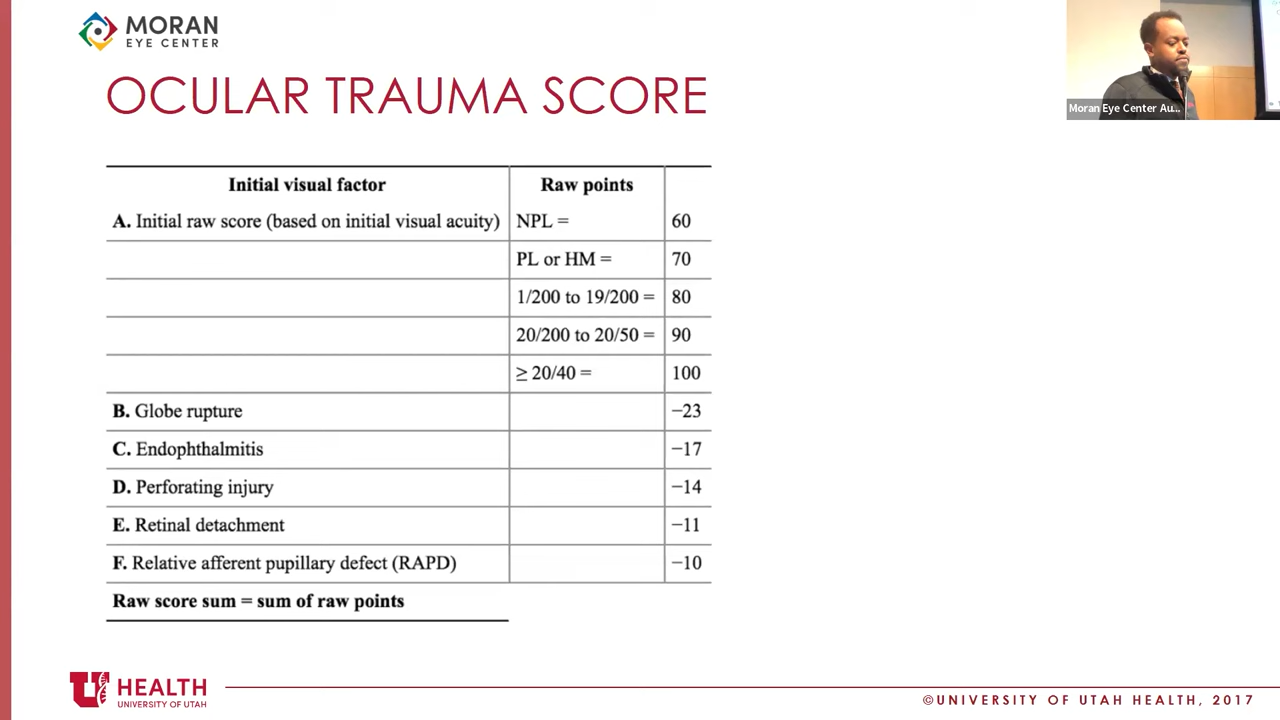 MORAN
EYE CENTER
OCULAR TRAUMA SCORE
Moran Eye Center Au...
Initial visual factor Raw points
A. Initial raw score (based on initial visual acuity) NPL = 60
PL or HM = 70
1/200 to 19/200 = 80
20/200 to 20/50 = 90
≥ 20/40 = 100
B. Globe rupture −23
C. Endophthalmitis −17
D. Perforating injury −14
E. Retinal detachment −11
F. Relative afferent pupillary defect (RAPD) −10
Raw score sum = sum of raw points
U HEALTH
UNIVERSITY OF UTAH
©UNIVERSITY OF UTAH HEALTH, 2017